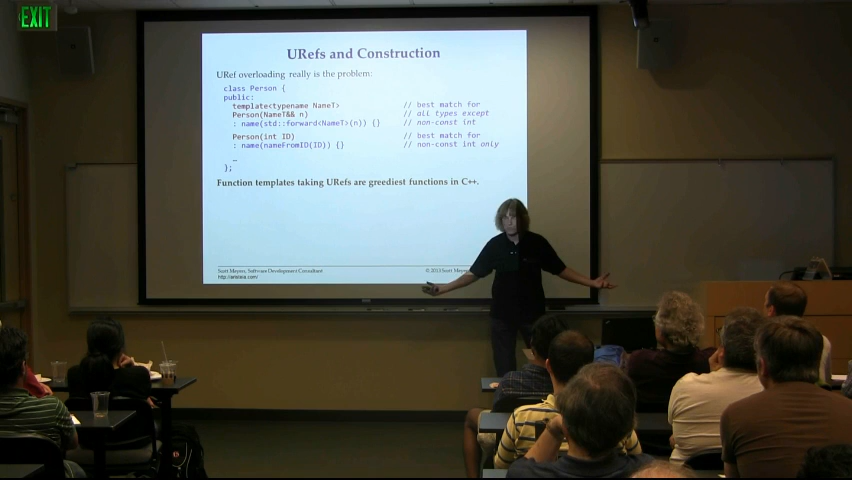 EXIT
URefs and Construction
URef overloading really is the problem:
class Person {
public:
template<typename NameT> // best match for
Person(NameT&& n) // all types except
: name(std::forward<NameT>(n)) {} // non-const int
Person(int ID) // best match for
: name(nameFromID(ID)) {} // non-const int only
…
};
Function templates taking URefs are greediest functions in C++.
Scott Meyers, Software Development Consultant © 2013 Scott Meyers